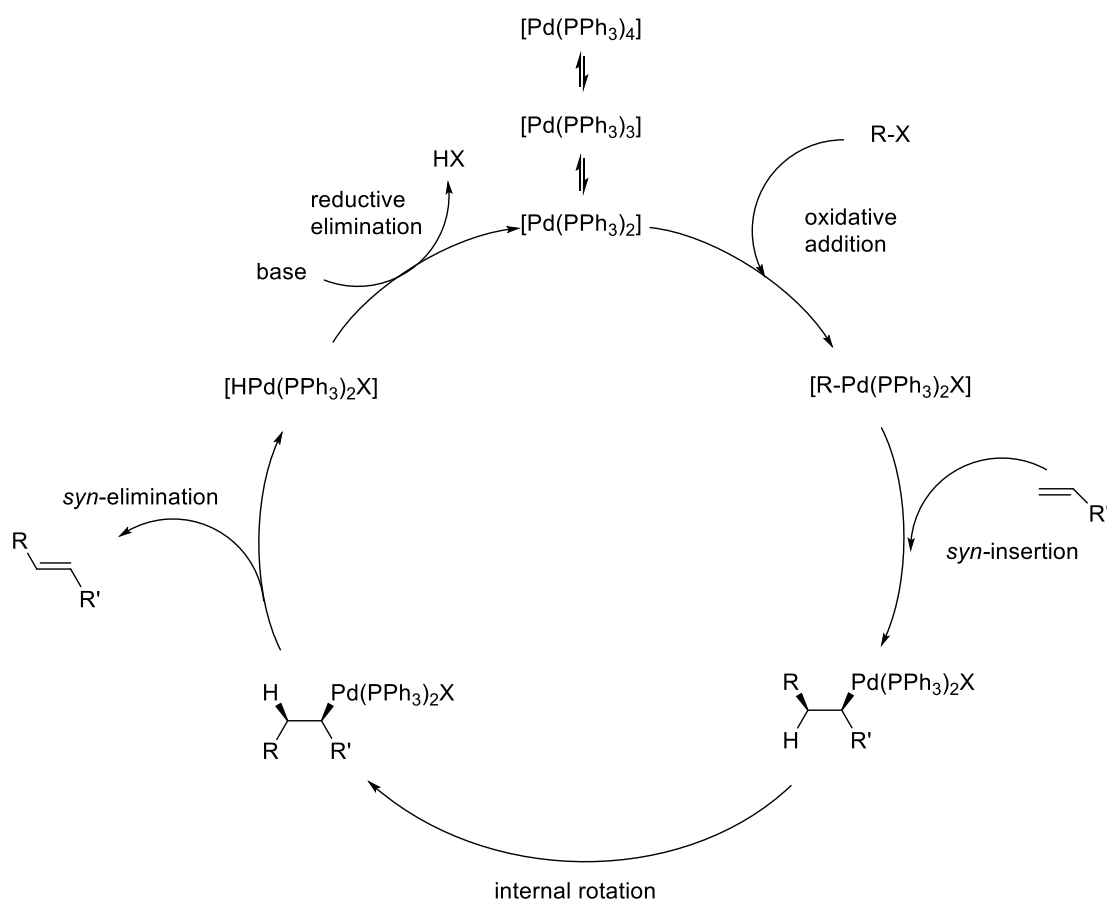 [Pd(PPh₃)₄]
[Pd(PPh₃)₃]
R-X
HX
reductive
elimination
[Pd(PPh₃)₂]
oxidative
addition
base
[HPd(PPh₃)₂X]
[R-Pd(PPh₃)₂X]
syn-elimination
R'
syn-insertion
R
R'
H Pd(PPh₃)₂X
R R'
R Pd(PPh₃)₂X
H R'
internal rotation